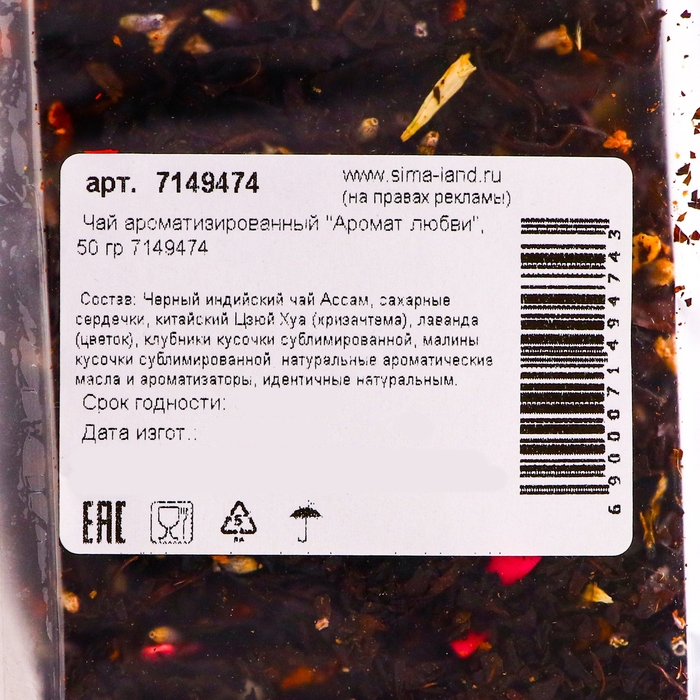 арт. 7149474
www.sima-land.ru
(на правах рекламы)
Чай ароматизированный "Аромат любви",
50 гр 7149474
Состав: Черный индийский чай Ассам, сахарные
сердечки, китайский Цзюй Хуа (хризантема), лаванда
(цветок), клубники кусочки сублимированной, малины
кусочки сублимированной натуральные ароматические
масла и ароматизаторы, идентичные натуральным.
Срок годности:
Дата изгот.:
EAC
5
6900071494743